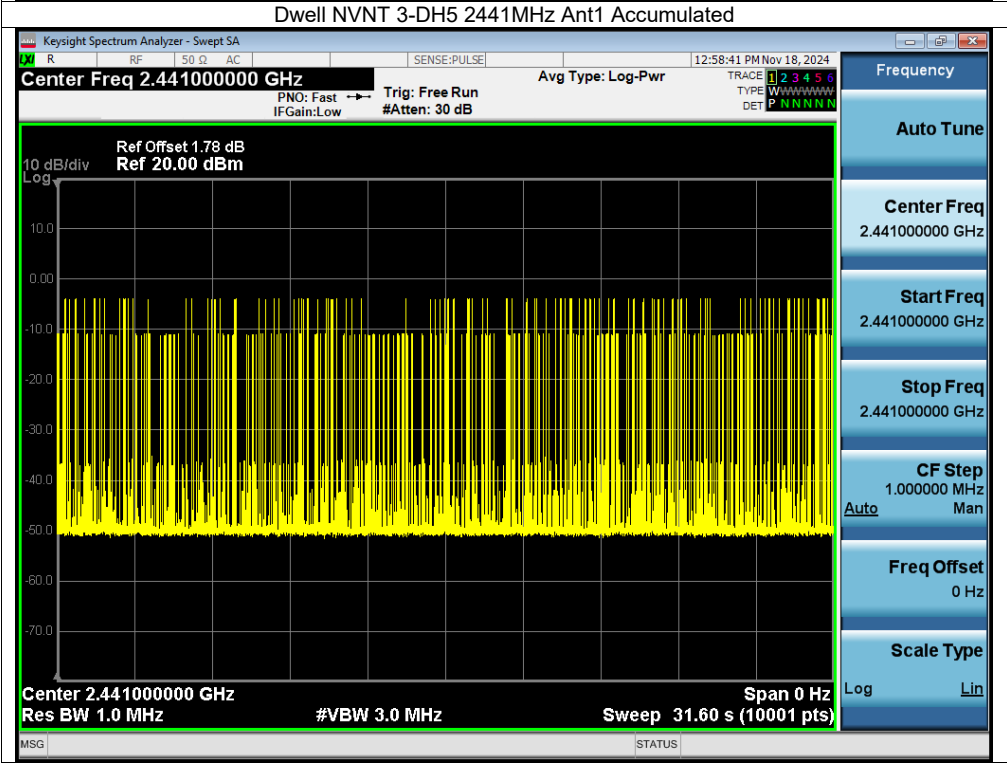 Dwell NVNT 3-DH5 2441MHz Ant1 Accumulated
Keysight Spectrum Analyzer - Swept SA
LXI R RF 50 Ω AC SENSE:PULSE 12:58:41 PM Nov 18, 2024
Center Freq 2.441000000 GHz Avg Type: Log-Pwr TRACE 1 2 3 4 5 6
PNO: Fast Trig: Free Run TYPE WWWWWW
IFGain:Low #Atten: 30 dB DET P N N N N N
Ref Offset 1.78 dB
10 dB/div Ref 20.00 dBm
Log
10.0
0.00
-10.0
-20.0
-30.0
-40.0
-50.0
-60.0
-70.0
Center 2.441000000 GHz Span 0 Hz
Res BW 1.0 MHz #VBW 3.0 MHz Sweep 31.60 s (10001 pts)
MSG STATUS
Frequency
Auto Tune
Center Freq
2.441000000 GHz
Start Freq
2.441000000 GHz
Stop Freq
2.441000000 GHz
CF Step
1.000000 MHz
Auto Man
Freq Offset
0 Hz
Scale Type
Log Lin